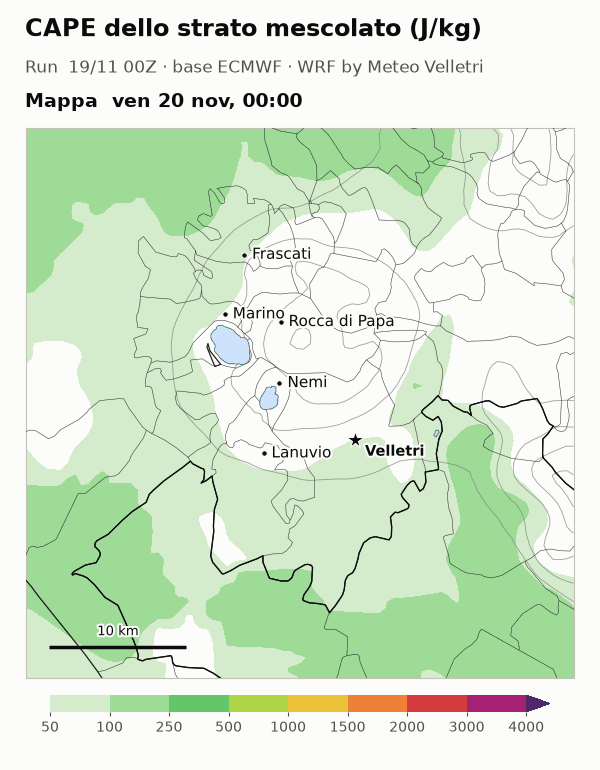 CAPE dello strato mescolato (J/kg)
Run  19/11 00Z · base ECMWF · WRF by Meteo Velletri
Mappa  ven 20 nov, 00:00
Frascati
Marino
Rocca di Papa
Nemi
Velletri
Lanuvio
10 km
50 100 250 500 1000 1500 2000 3000 4000